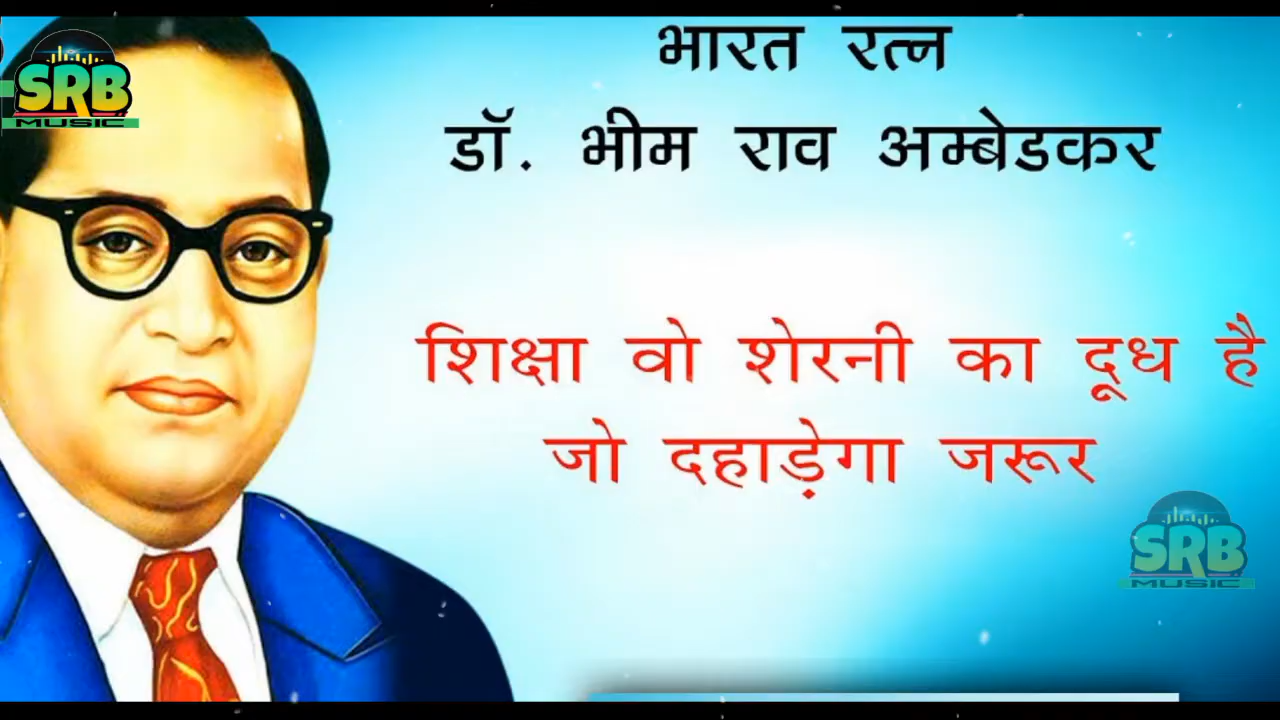 SRB
MUSIC
भारत रत्न
डॉ. भीम राव अम्बेडकर
शिक्षा वो शेरनी का दूध है
जो दहाड़ेगा जरूर
SRB
MUSIC